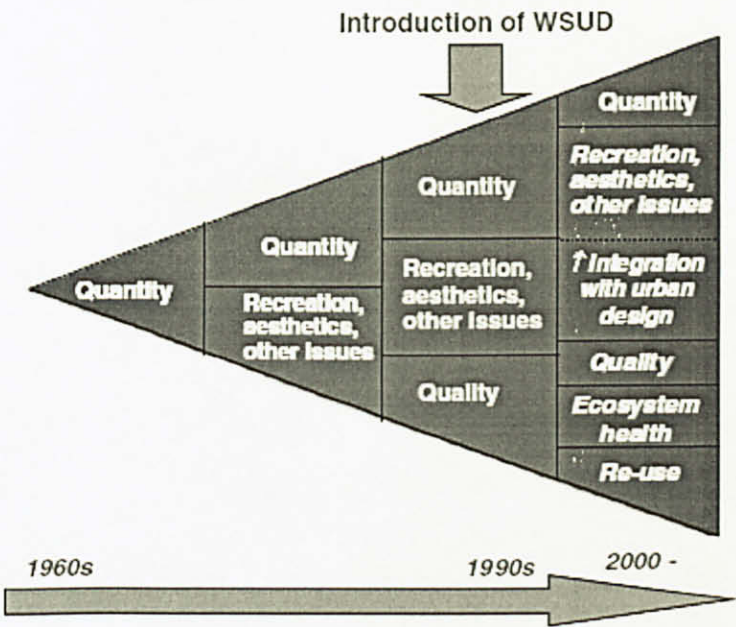 Introduction of WSUD
Quantity
Quantity
Recreation,
aesthetics,
other Issues
Quantity
Recreation,
aesthetics,
other Issues
Quality
Quantity
Recreation,
aesthetics,
other Issues
↑ Integration
with urban
design
Quality
Ecosystem
health
Re-use
1960s
1990s
2000 -